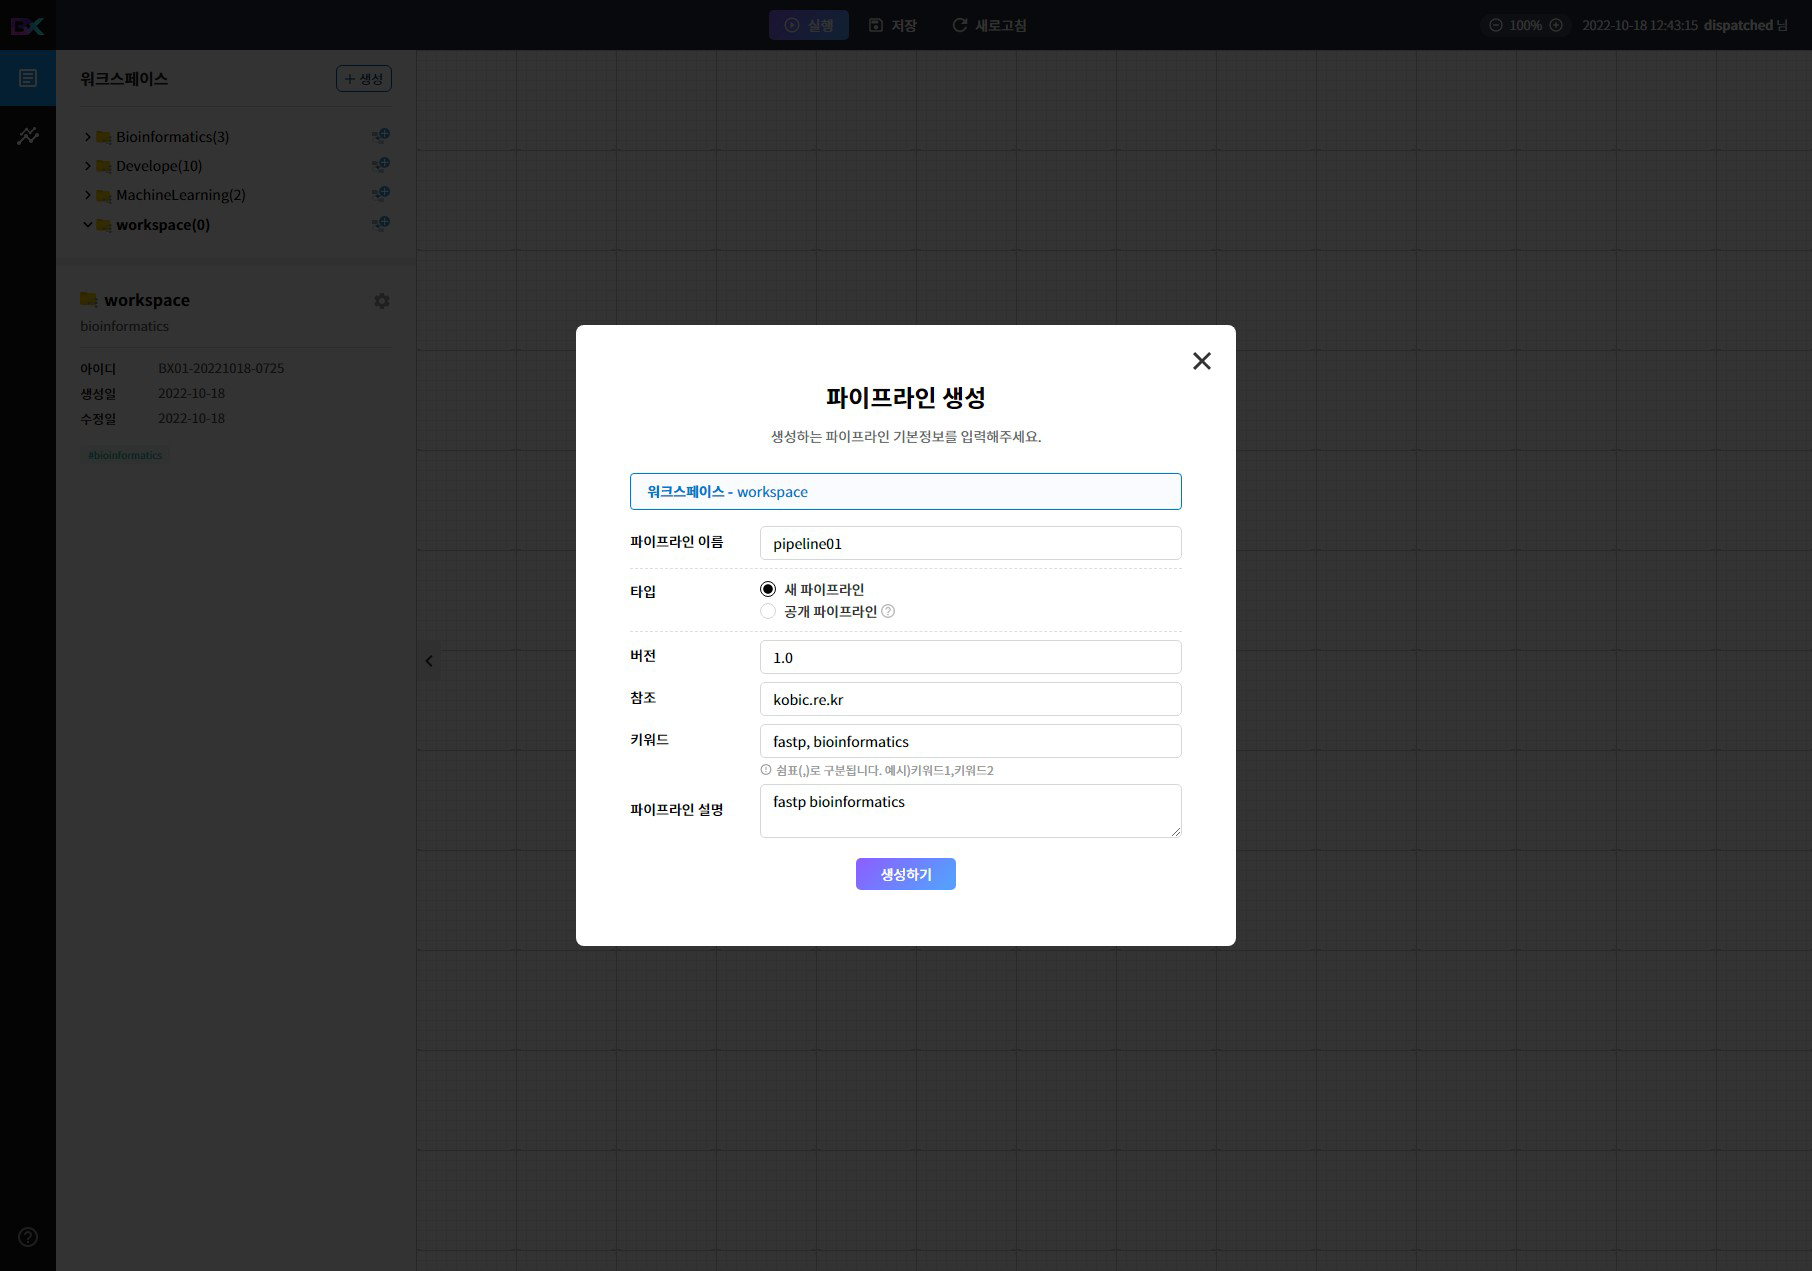 BX
실행
저장
새로고침
100%
2022-10-18 12:43:15 dispatched 님
워크스페이스
+ 생성
Bioinformatics(3)
Develope(10)
MachineLearning(2)
workspace(0)
workspace
bioinformatics
아이디 BX01-20221018-0725
생성일 2022-10-18
수정일 2022-10-18
#bioinformatics
파이프라인 생성
생성하는 파이프라인 기본정보를 입력해주세요.
워크스페이스 - workspace
파이프라인 이름 pipeline01
타입
새 파이프라인
공개 파이프라인
버전 1.0
참조 kobic.re.kr
키워드 fastp, bioinformatics
쉼표(,)로 구분됩니다. 예시)키워드1,키워드2
파이프라인 설명 fastp bioinformatics
생성하기